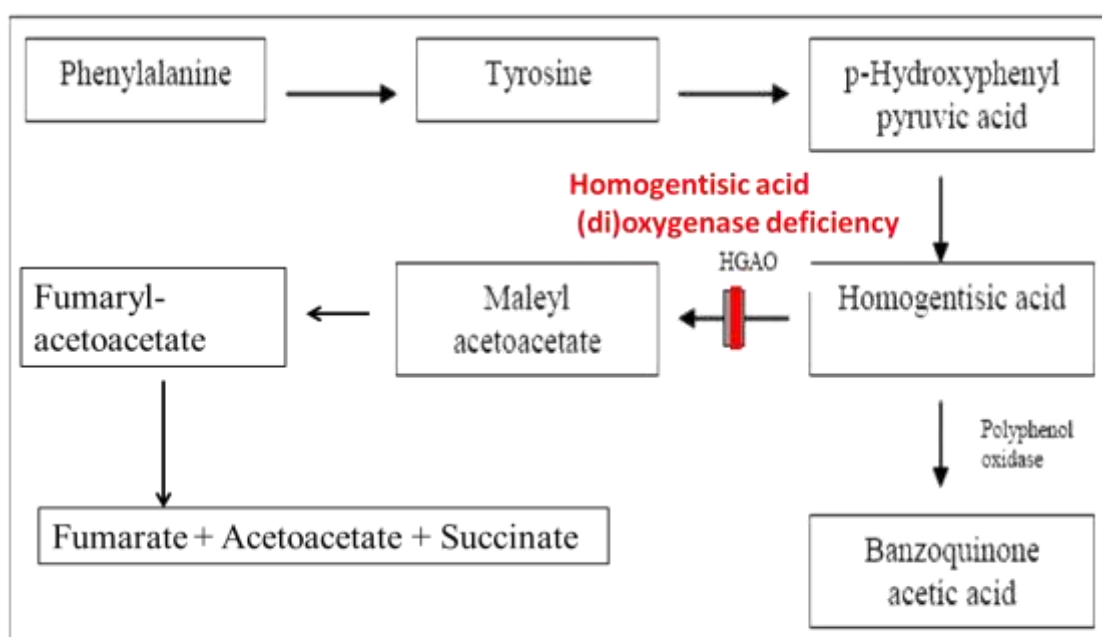 Phenylalanine
Tyrosine
p-Hydroxyphenyl
pyruvic acid
Homogentisic acid
(di)oxygenase deficiency
HGAO
Fumaryl-
acetoacetate
Maleyl
acetoacetate
Homogentisic acid
Polyphenol
oxidase
Fumarate + Acetoacetate + Succinate
Banzoquinone
acetic acid